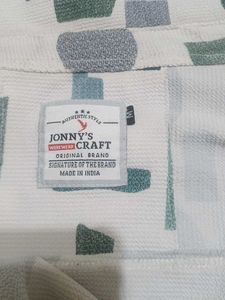 AUTHENTIC STYLE
JONNY'S
CRAFT
ORIGINAL BRAND
SIGNATURE OF THE BRAND
MADE IN INDIA
M